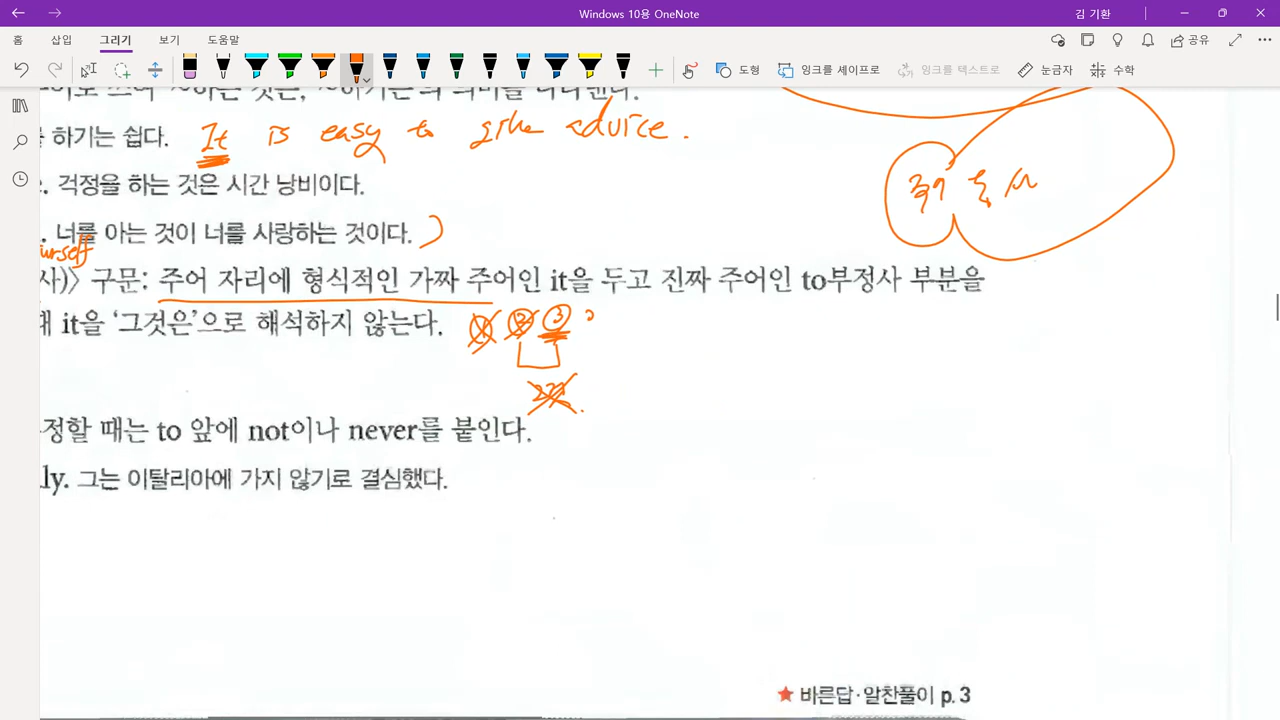 Windows 10용 OneNote
김 기환
홈 삽입 그리기 보기 도움말
공유
도형 잉크를 셰이프로 잉크를 텍스트로 눈금자 수학
하기는 쉽다. It is easy to give advice.
걱정을 하는 것은 시간 낭비이다.
너를 아는 것이 너를 사랑하는 것이다.
urself
사)〉 구문: 주어 자리에 형식적인 가짜 주어인 it을 두고 진짜 주어인 to부정사 부분을
it을 '그것은'으로 해석하지 않는다. ① ② ③
정할 때는 to 앞에 not이나 never를 붙인다.
ly. 그는 이탈리아에 가지 않기로 결심했다.
★ 바른답·알찬풀이 p. 3